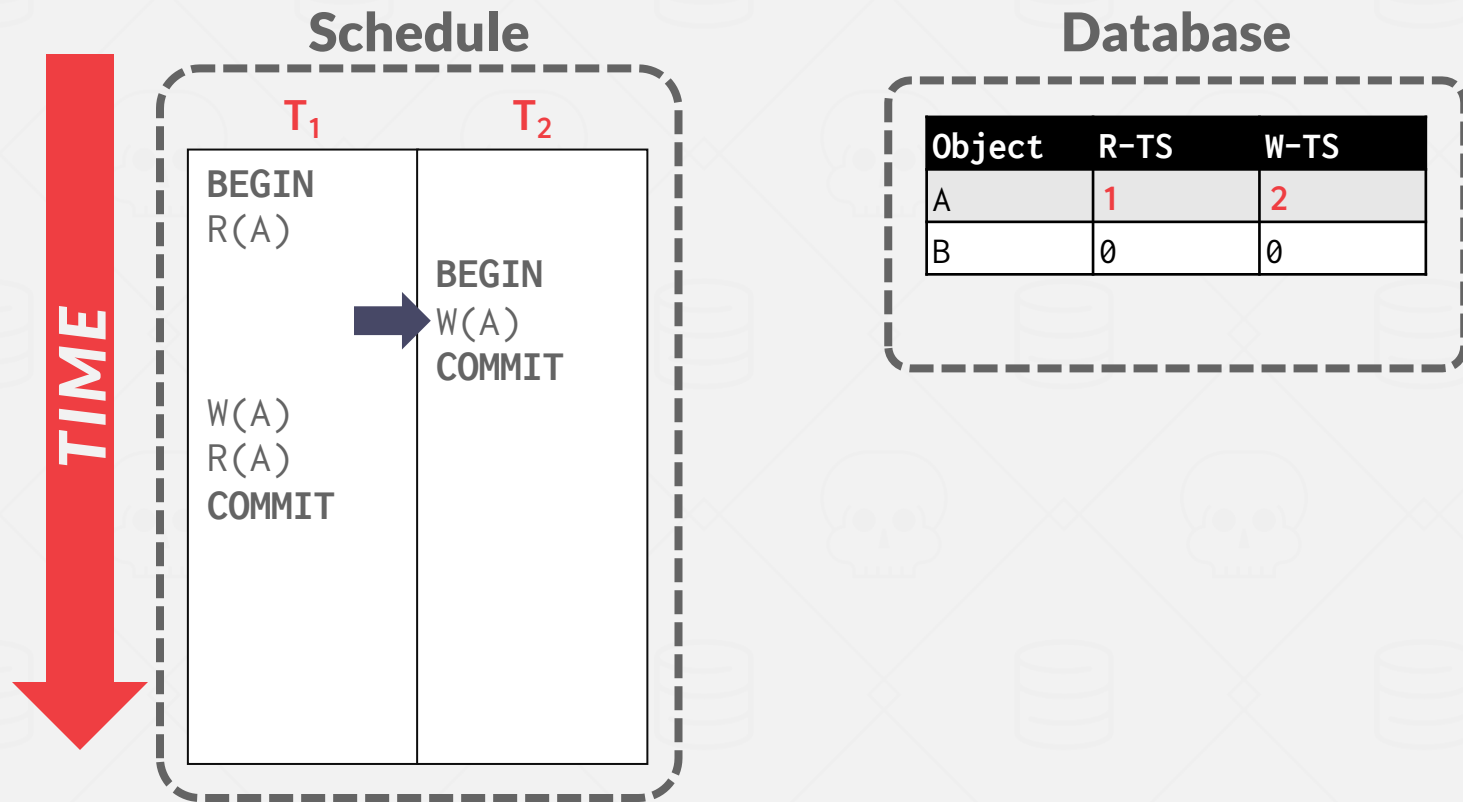 Schedule
TIME
T₁ T₂
BEGIN
R(A)
BEGIN
W(A)
COMMIT
W(A)
R(A)
COMMIT
Database
Object R-TS W-TS
A 1 2
B 0 0